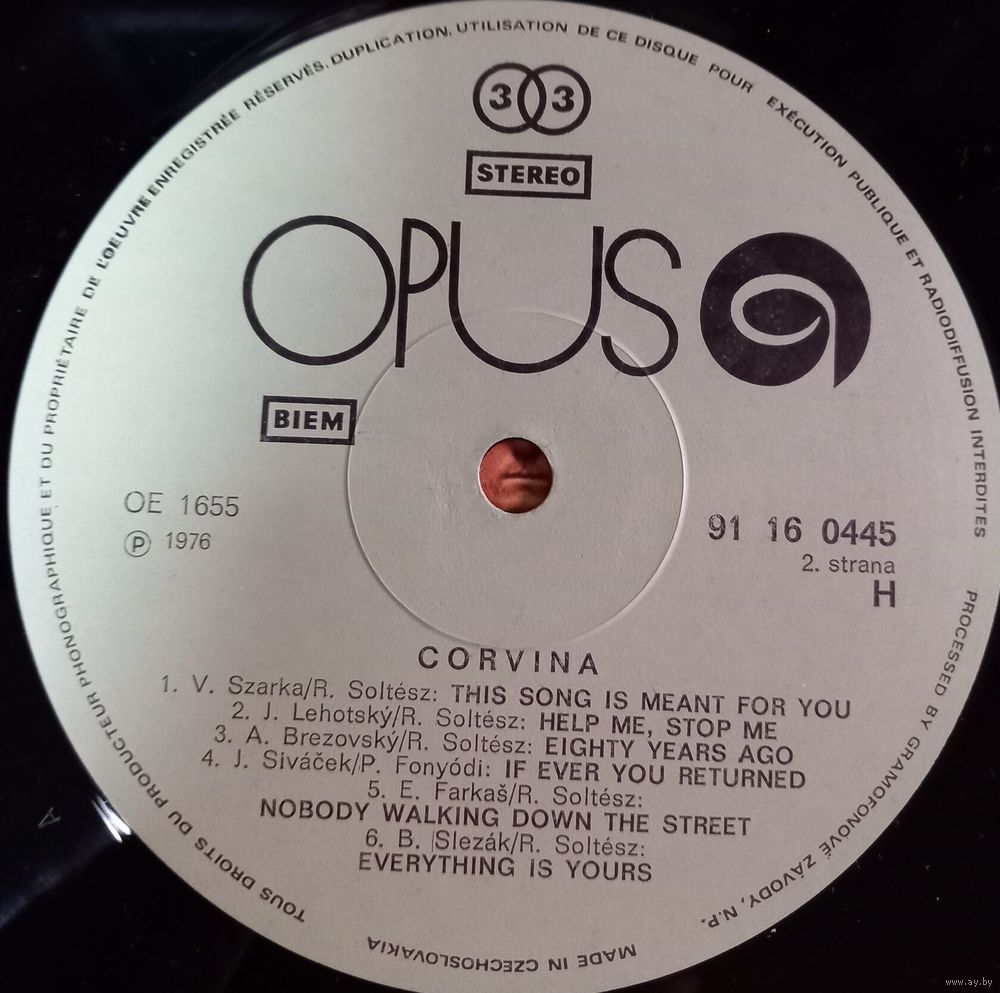 TOUS DROITS DU PRODUCTEUR PHONOGRAPHIQUE ET DU PROPRIÉTAIRE DE L'OEUVRE ENREGISTRÉE RÉSERVÉS. DUPLICATION, UTILISATION DE CE DISQUE POUR EXÉCUTION PUBLIQUE ET RADIODIFFUSION INTERDITES
33
STEREO
OPUS
BIEM
OE 1655
Ⓟ 1976
91 16 0445
2. strana
H
CORVINA
1. V. Szarka/R. Soltész: THIS SONG IS MEANT FOR YOU
2. J. Lehotský/R. Soltész: HELP ME, STOP ME
3. A. Brezovský/R. Soltész: EIGHTY YEARS AGO
4. J. Siváček/P. Fonyódi: IF EVER YOU RETURNED
5. E. Farkaš/R. Soltész:
NOBODY WALKING DOWN THE STREET
6. B. Slezák/R. Soltész:
EVERYTHING IS YOURS
PROCESSED BY GRAMOFONOVÉ ZÁVODY, N.P.
MADE IN CZECHOSLOVAKIA
A
www.ay.by